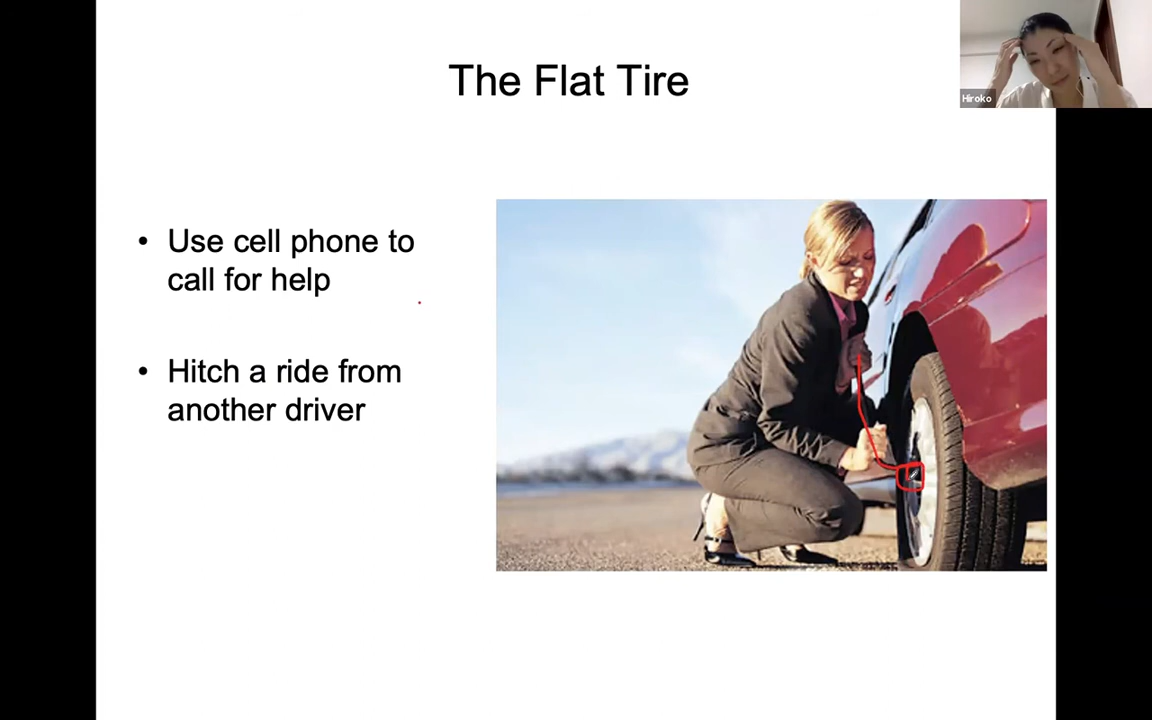 The Flat Tire
Hiroko
• Use cell phone to
call for help
• Hitch a ride from
another driver